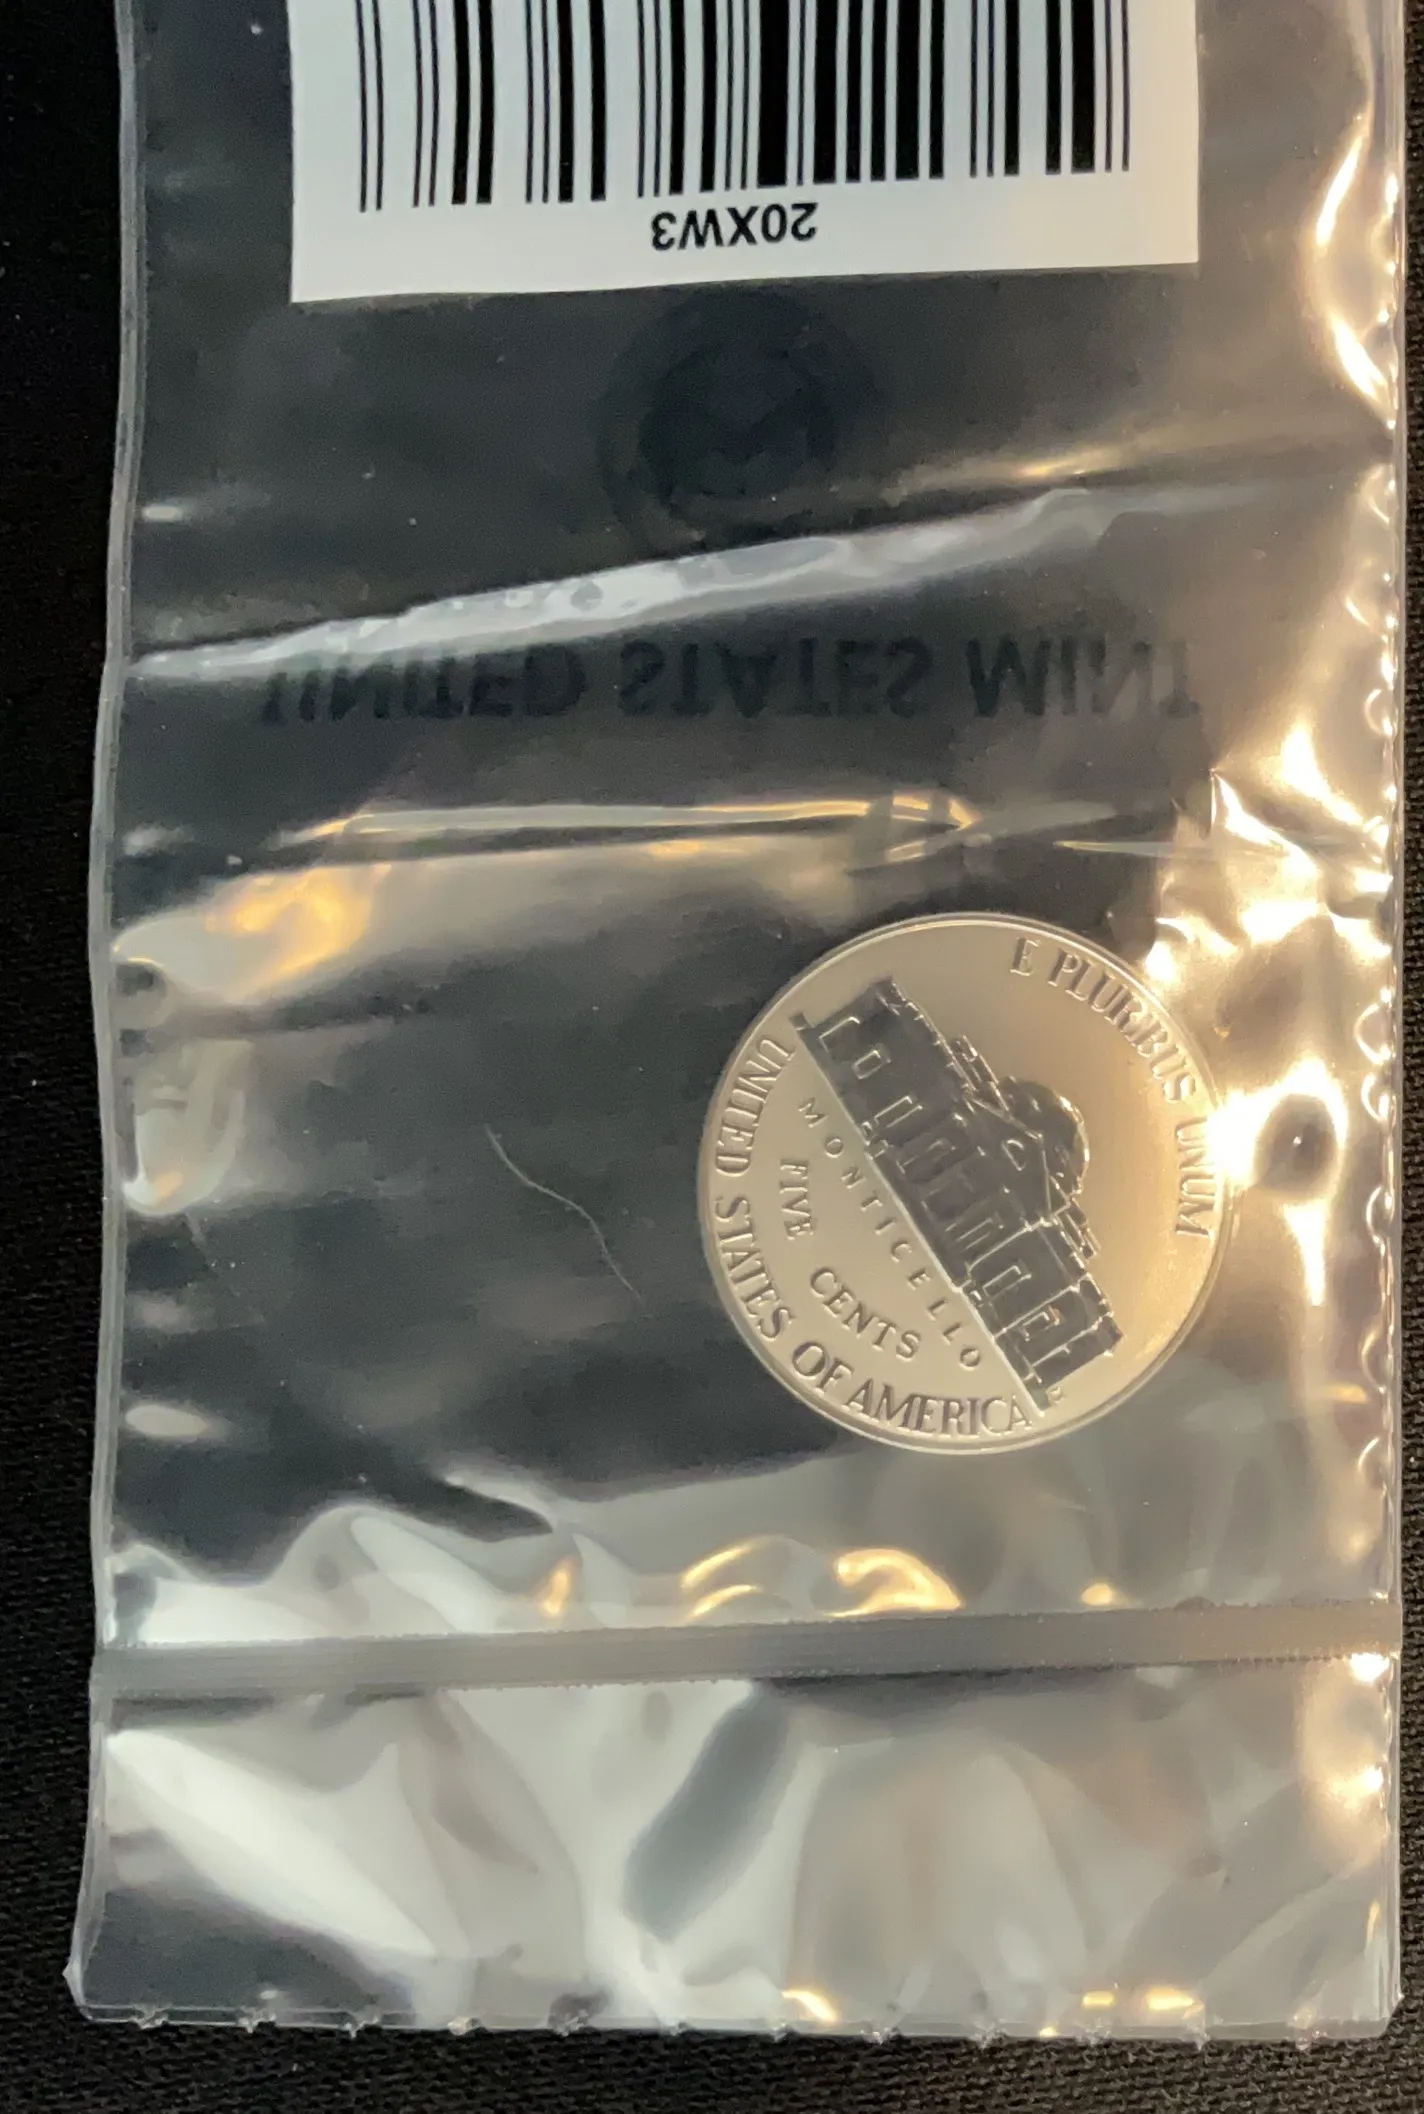 20XW3
UNITED STATES MINT
E PLURIBUS UNUM
MONTICELLO
FIVE CENTS
UNITED STATES OF AMERICA